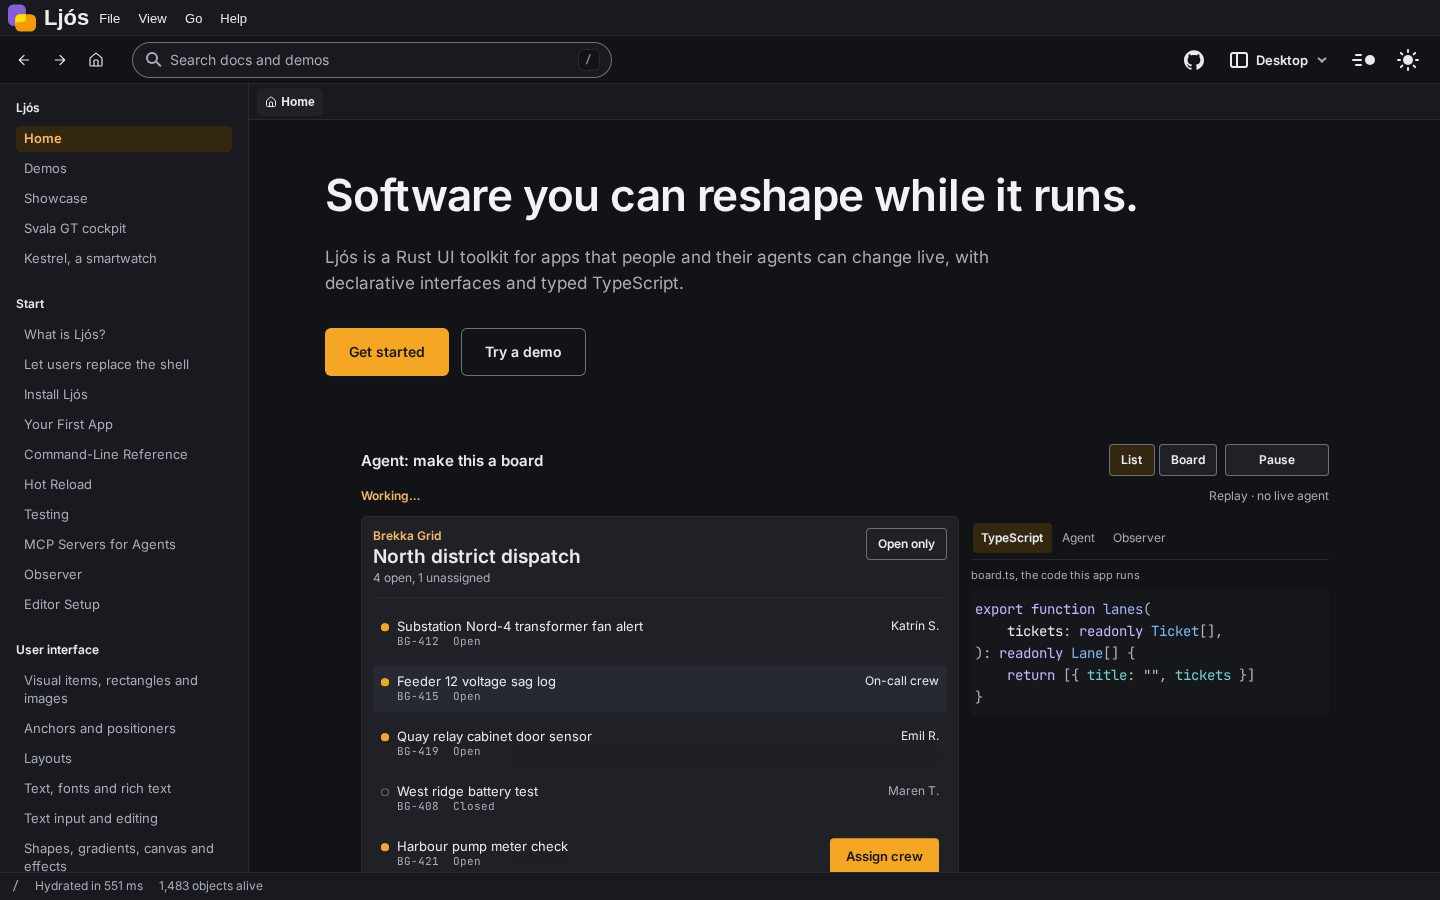 Ljós File View Go Help
Search docs and demos /
Desktop
Ljós
Home
Demos
Showcase
Svala GT cockpit
Kestrel, a smartwatch
Start
What is Ljós?
Let users replace the shell
Install Ljós
Your First App
Command-Line Reference
Hot Reload
Testing
MCP Servers for Agents
Observer
Editor Setup
User interface
Visual items, rectangles and
images
Anchors and positioners
Layouts
Text, fonts and rich text
Text input and editing
Shapes, gradients, canvas and
effects
Home
Software you can reshape while it runs.
Ljós is a Rust UI toolkit for apps that people and their agents can change live, with
declarative interfaces and typed TypeScript.
Get started Try a demo
Agent: make this a board
List Board Pause
Working...
Replay · no live agent
Brekka Grid
North district dispatch
4 open, 1 unassigned
Open only
Substation Nord-4 transformer fan alert Katrín S.
BG-412 Open
Feeder 12 voltage sag log On-call crew
BG-415 Open
Quay relay cabinet door sensor Emil R.
BG-419 Open
West ridge battery test Maren T.
BG-408 Closed
Harbour pump meter check Assign crew
BG-421 Open
TypeScript Agent Observer
board.ts, the code this app runs
export function lanes(
    tickets: readonly Ticket[],
): readonly Lane[] {
    return [{ title: "", tickets }]
}
/ Hydrated in 551 ms 1,483 objects alive